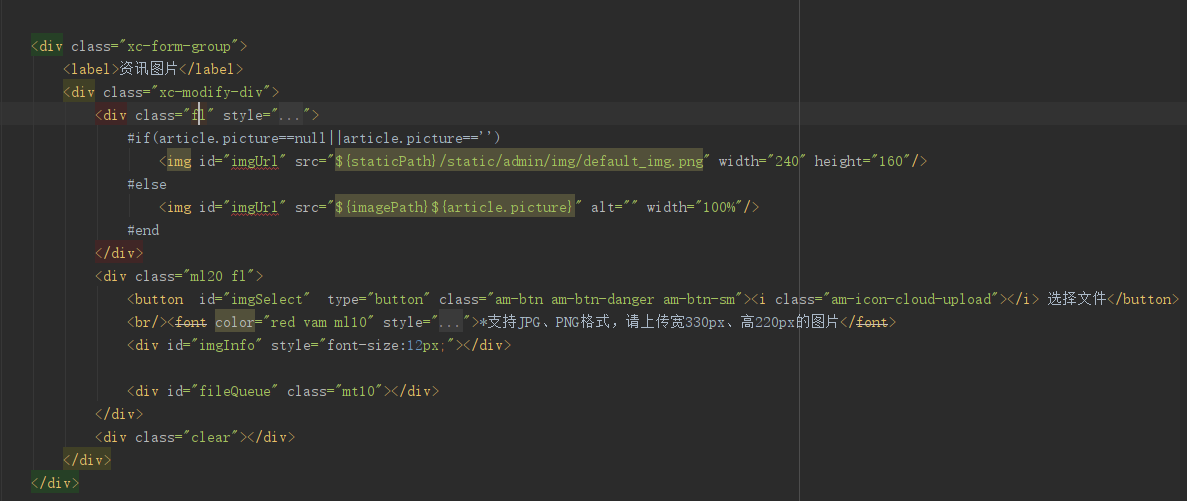 <div class="xc-form-group">
<label>资讯图片</label>
<div class="xc-modify-div">
<div class="fl" style="...">
#if(article.picture==null||article.picture=='')
<img id="imgUrl" src="${staticPath}/static/admin/img/default_img.png" width="240" height="160"/>
#else
<img id="imgUrl" src="${imagePath}${article.picture}" alt="" width="100%"/>
#end
</div>
<div class="ml20 fl">
<button  id="imgSelect"  type="button" class="am-btn am-btn-danger am-btn-sm"><i class="am-icon-cloud-upload"></i> 选择文件</button>
<br/><font color="red vam ml10" style="...">*支持JPG、PNG格式，请上传宽330px、高220px的图片</font>
<div id="imgInfo" style="font-size:12px;"></div>
<div id="fileQueue" class="mt10"></div>
</div>
<div class="clear"></div>
</div>
</div>